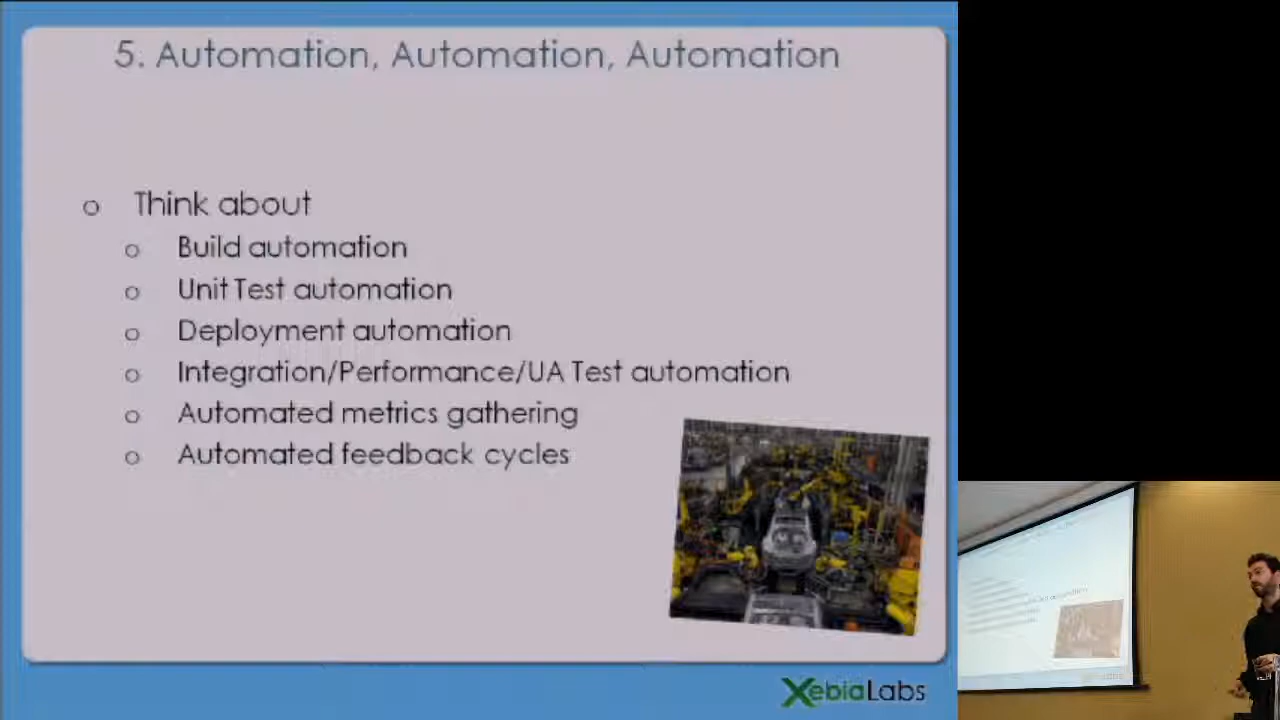 5. Automation, Automation, Automation
o Think about
o Build automation
o Unit Test automation
o Deployment automation
o Integration/Performance/UA Test automation
o Automated metrics gathering
o Automated feedback cycles
XebiaLabs